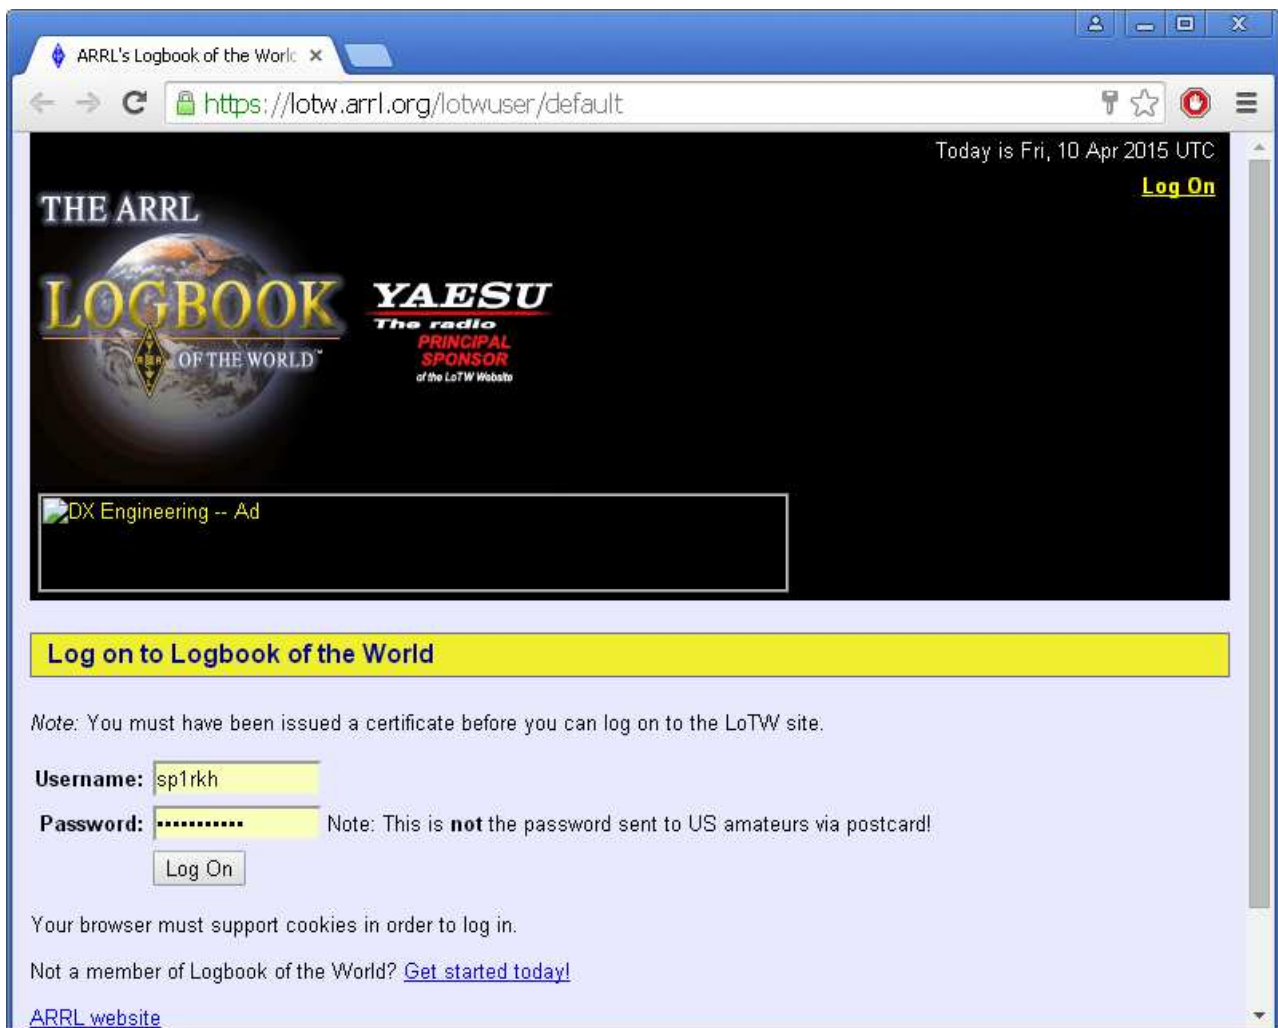 ARRL's Logbook of the Worl
https://lotw.arrl.org/lotwuser/default
Today is Fri, 10 Apr 2015 UTC
Log On
THE ARRL
LOGBOOK
OF THE WORLD™
YAESU
The radio
PRINCIPAL
SPONSOR
of the LoTW Website
DX Engineering -- Ad
Log on to Logbook of the World
Note: You must have been issued a certificate before you can log on to the LoTW site.
Username: sp1rkh
Password: ••••••••••• Note: This is not the password sent to US amateurs via postcard!
Log On
Your browser must support cookies in order to log in.
Not a member of Logbook of the World? Get started today!
ARRL website